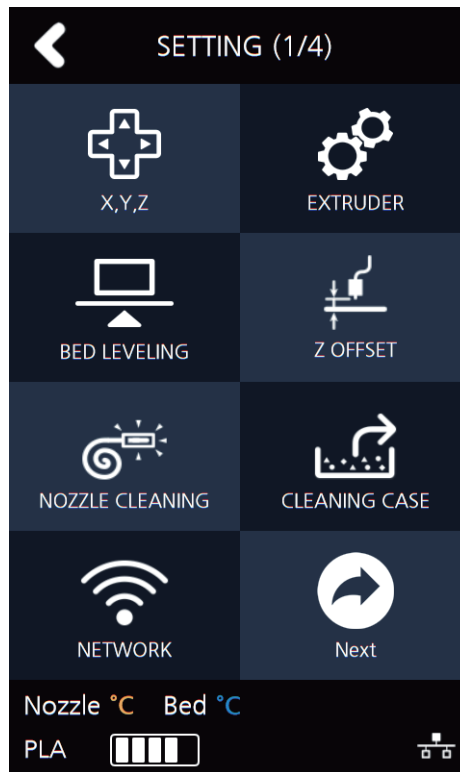 SETTING (1/4)
X,Y,Z
EXTRUDER
BED LEVELING
Z OFFSET
NOZZLE CLEANING
CLEANING CASE
NETWORK
Next
Nozzle °C Bed °C
PLA